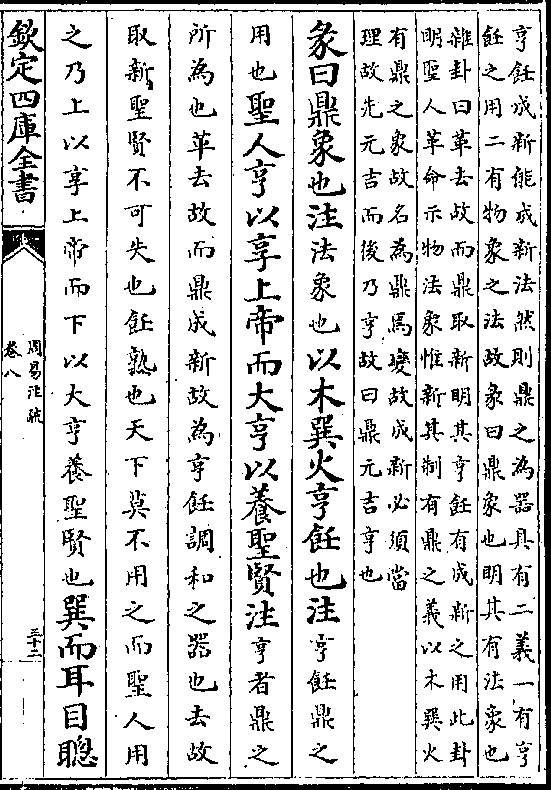 亨飪成新能成新法然則鼎之為器具有二義一有亨
飪之用二有物象之法故彖曰鼎象也明其有法象也
雜卦曰革去故而鼎取新明其亨飪有成新之用此卦
明聖人革命示物法象惟新其制有鼎之義以木巽火
有鼎之象故名為鼎焉變故成新必須當
理故先元吉而後乃亨故曰鼎元吉亨也
彖曰鼎象也注法象也以木巽火亨飪也注亨飪鼎之
用也聖人亨以享上帝而大亨以養聖賢注亨者鼎之
所為也革去故而鼎成新故為亨飪調和之器也去故
取新聖賢不可失也飪熟也天下莫不用之而聖人用
之乃上以享上帝而下以大亨養聖賢也巽而耳目聰
欽定四庫全書
周易注疏
卷八
三十二